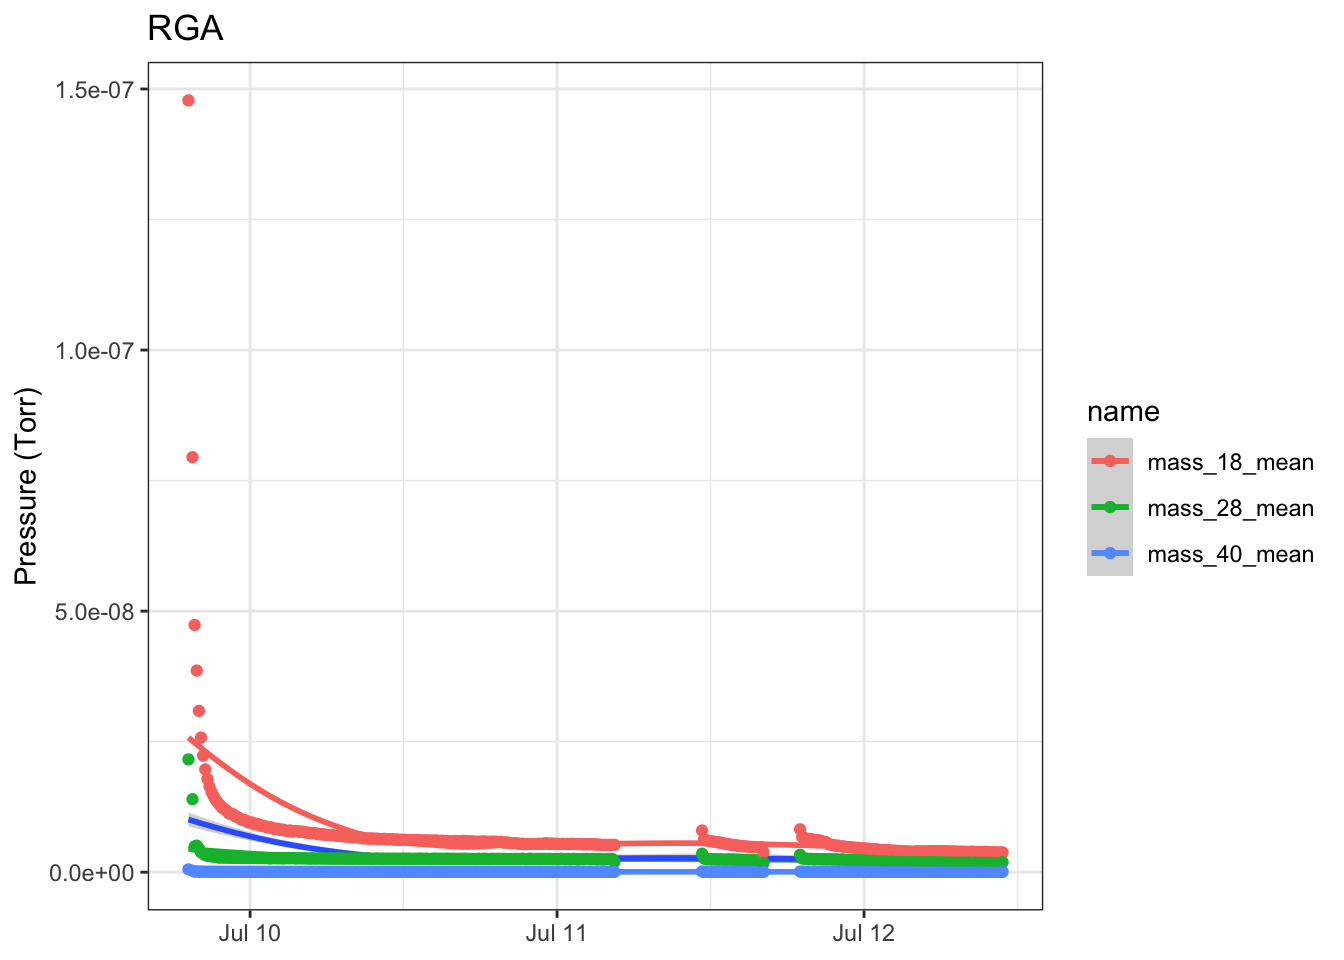 RGA
1.5e-07
1.0e-07
5.0e-08
0.0e+00
Pressure (Torr)
Jul 10
Jul 11
Jul 12
name
mass_18_mean
mass_28_mean
mass_40_mean